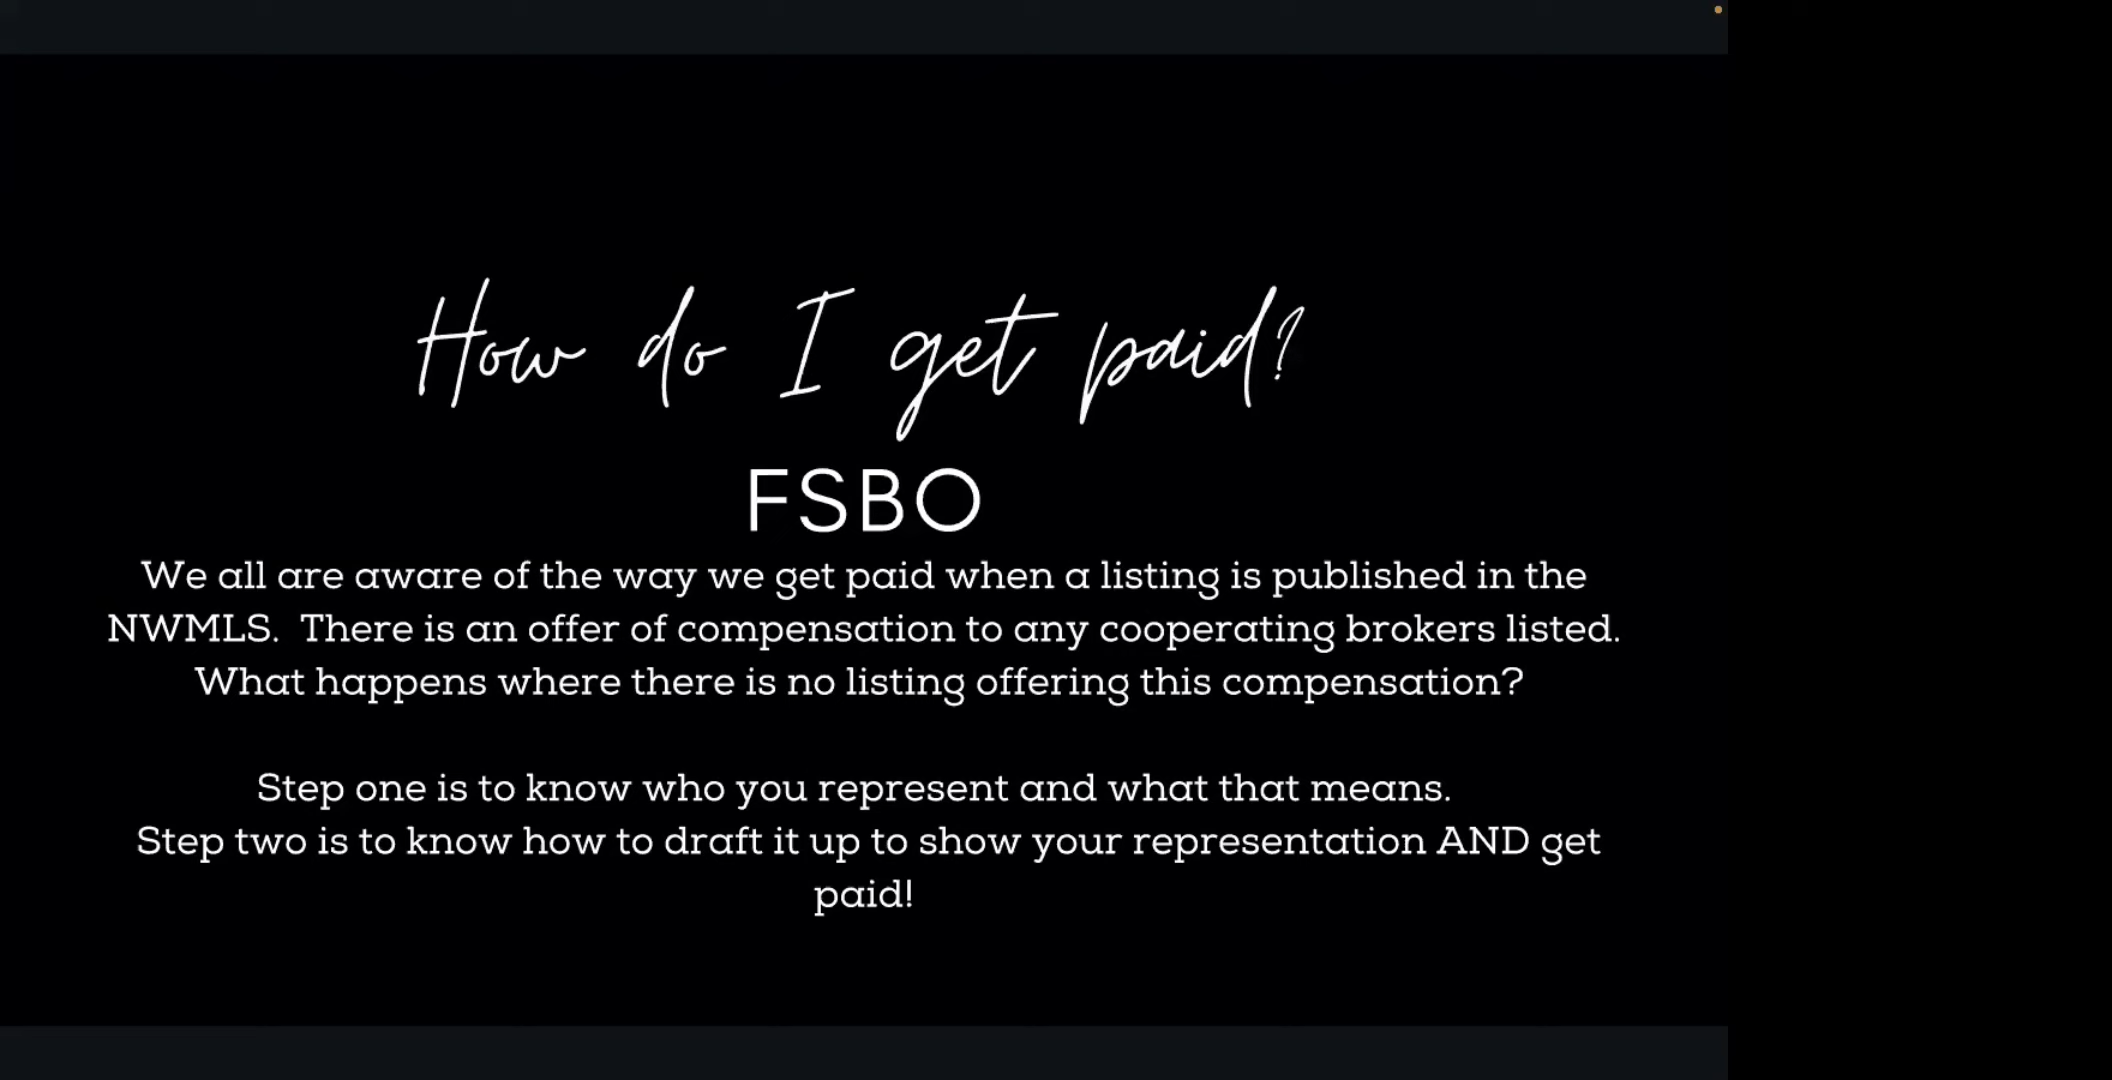 How do I get paid?
FSBO
We all are aware of the way we get paid when a listing is published in the
NWMLS.  There is an offer of compensation to any cooperating brokers listed.
What happens where there is no listing offering this compensation?
Step one is to know who you represent and what that means.
Step two is to know how to draft it up to show your representation AND get
paid!